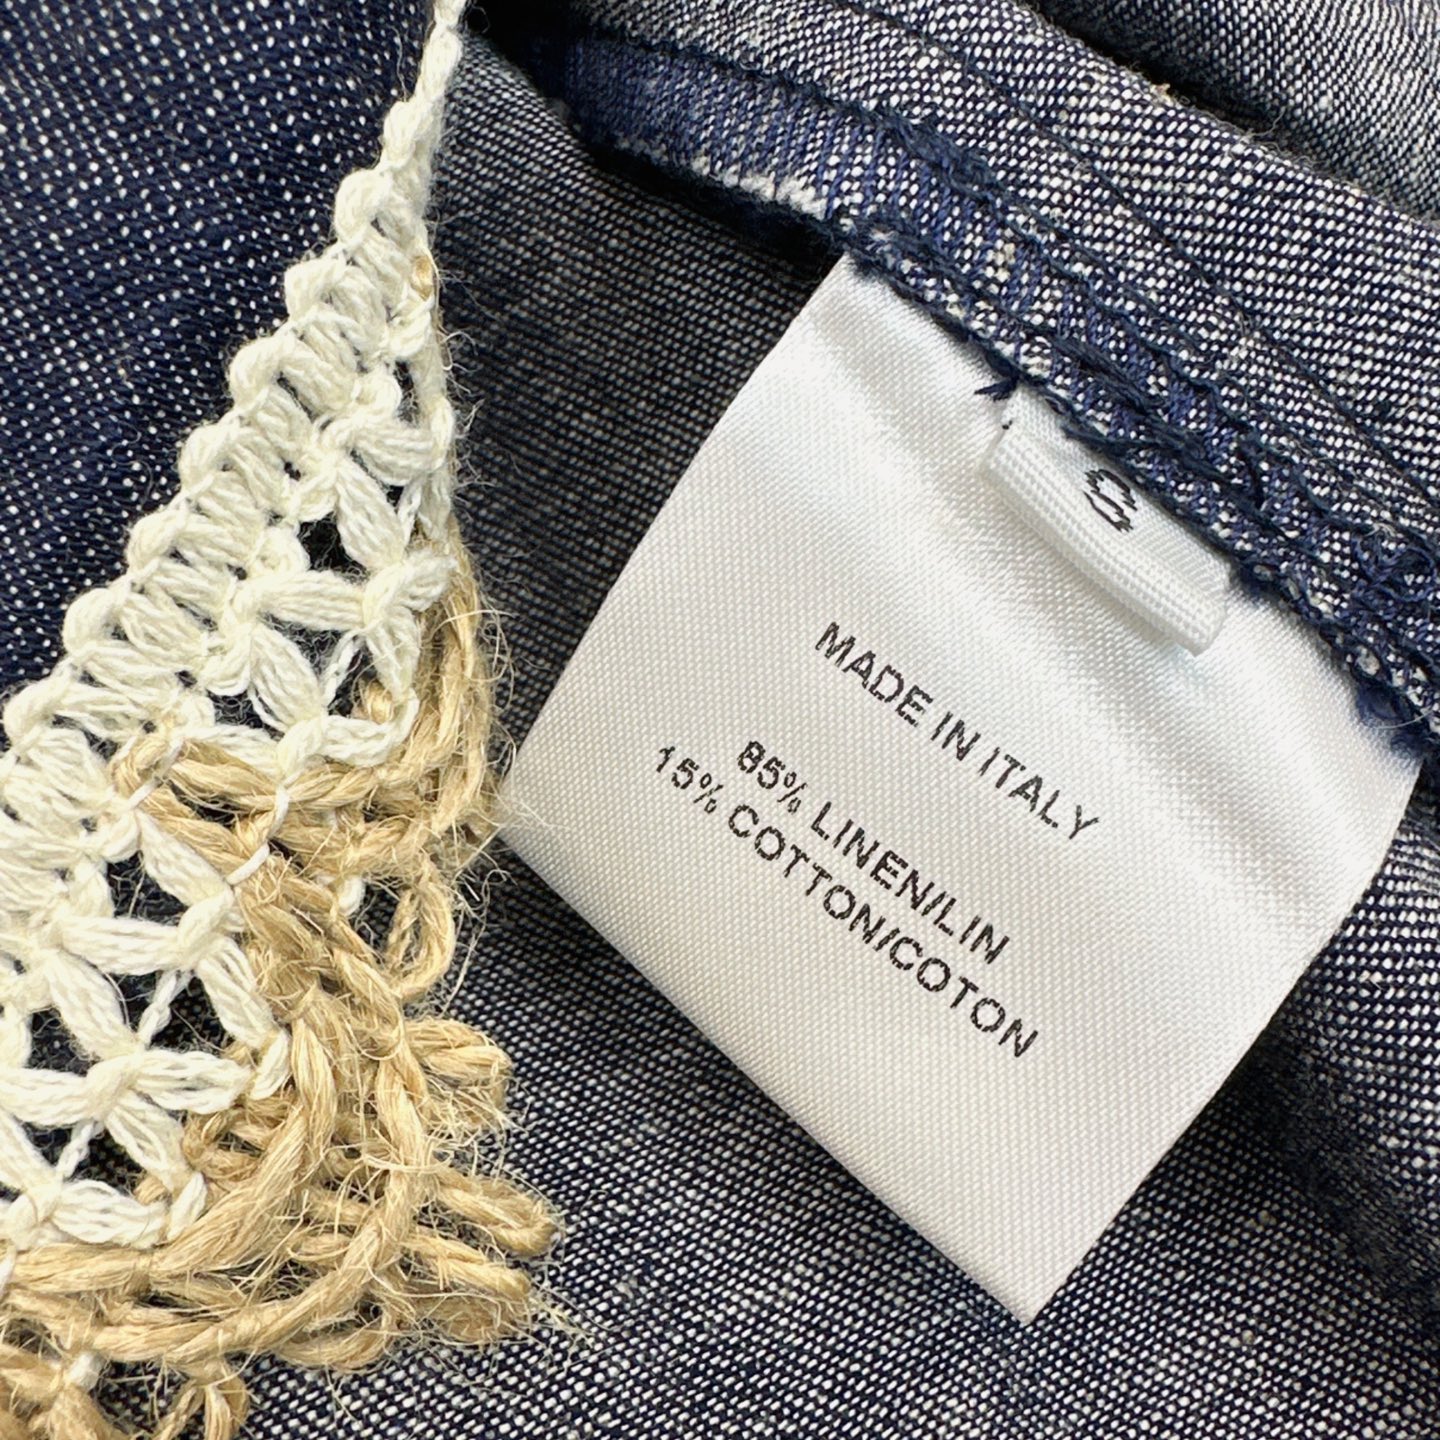 S
MADE IN ITALY
85% LINEN/LIN
15% COTTON/COTON